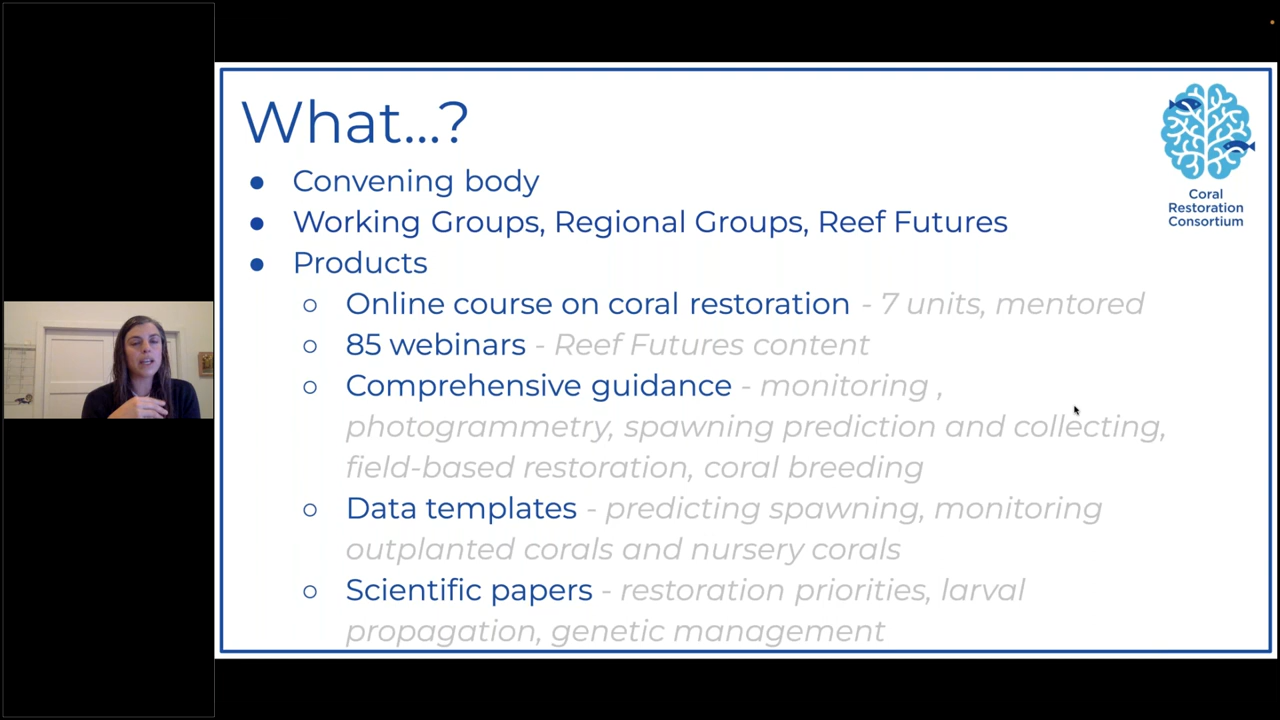 What...?
● Convening body
● Working Groups, Regional Groups, Reef Futures
● Products
○ Online course on coral restoration - 7 units, mentored
○ 85 webinars - Reef Futures content
○ Comprehensive guidance - monitoring ,
photogrammetry, spawning prediction and collecting,
field-based restoration, coral breeding
○ Data templates - predicting spawning, monitoring
outplanted corals and nursery corals
○ Scientific papers - restoration priorities, larval
propagation, genetic management
Coral
Restoration
Consortium